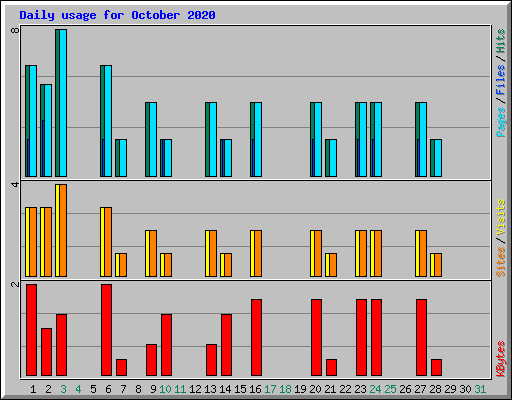 Daily usage for October 2020
8
Pages / Files / Hits
4
Sites / Visits
2
KBytes
1 2 3 4 5 6 7 8 9 10 11 12 13 14 15 16 17 18 19 20 21 22 23 24 25 26 27 28 29 30 31